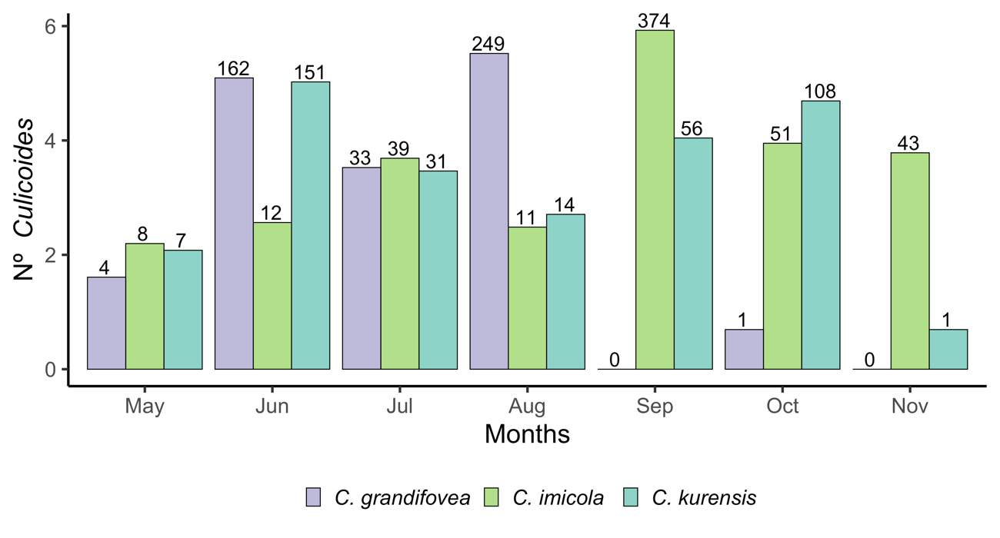 Nº Culicoides
6
4
2
0
4
8
7
162
12
151
33
39
31
249
11
14
0
374
56
1
51
108
0
43
1
May
Jun
Jul
Aug
Sep
Oct
Nov
Months
C. grandifovea
C. imicola
C. kurensis